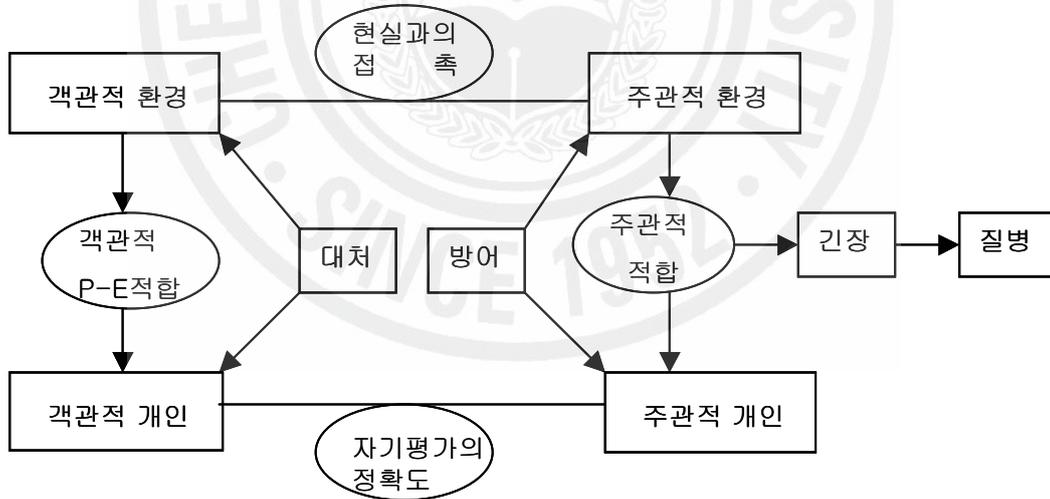 현실과의
접 촉
객관적 환경
주관적 환경
객관적
P-E적합
대처
방어
주관적
적합
긴장
질병
객관적 개인
주관적 개인
자기평가의
정확도
SINCE 1952